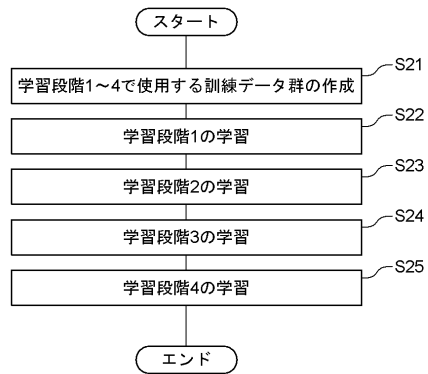 スタート
S21
学習段階1～4で使用する訓練データ群の作成
S22
学習段階1の学習
S23
学習段階2の学習
S24
学習段階3の学習
S25
学習段階4の学習
エンド